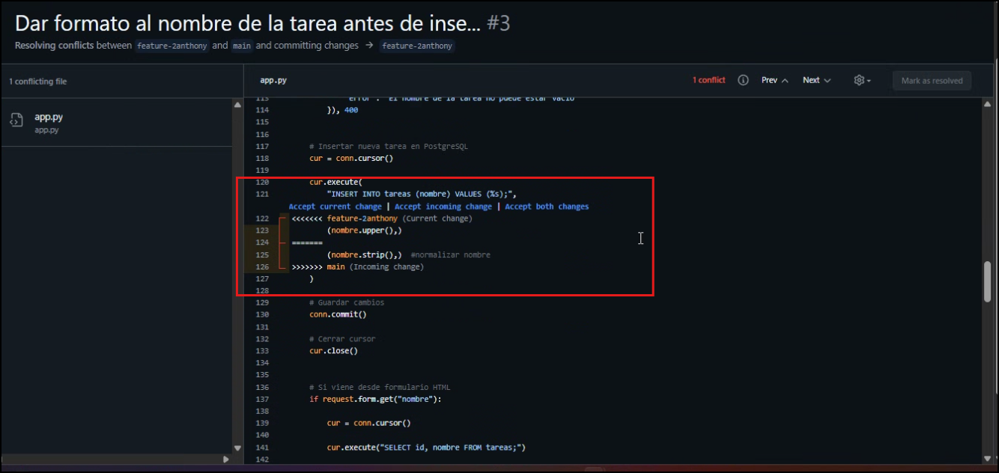 Dar formato al nombre de la tarea antes de inse... #3
Resolving conflicts between feature-2anthony and main and committing changes → feature-2anthony
1 conflicting file
app.py
app.py
app.py
1 conflict
Prev
Next
Mark as resolved
113 "error": "El nombre de la tarea no puede estar vacío"
114 }), 400
115
116
117 # Insertar nueva tarea en PostgreSQL
118 cur = conn.cursor()
119
120 cur.execute(
121 "INSERT INTO tareas (nombre) VALUES (%s);",
Accept current change | Accept incoming change | Accept both changes
122 <<<<<<< feature-2anthony (Current change)
123 (nombre.upper(),)
124 =======
125 (nombre.strip(),) #normalizar nombre
126 >>>>>>> main (Incoming change)
127 )
128
129 # Guardar cambios
130 conn.commit()
131
132 # Cerrar cursor
133 cur.close()
134
135
136 # Si viene desde formulario HTML
137 if request.form.get("nombre"):
138
139 cur = conn.cursor()
140
141 cur.execute("SELECT id, nombre FROM tareas;")
142